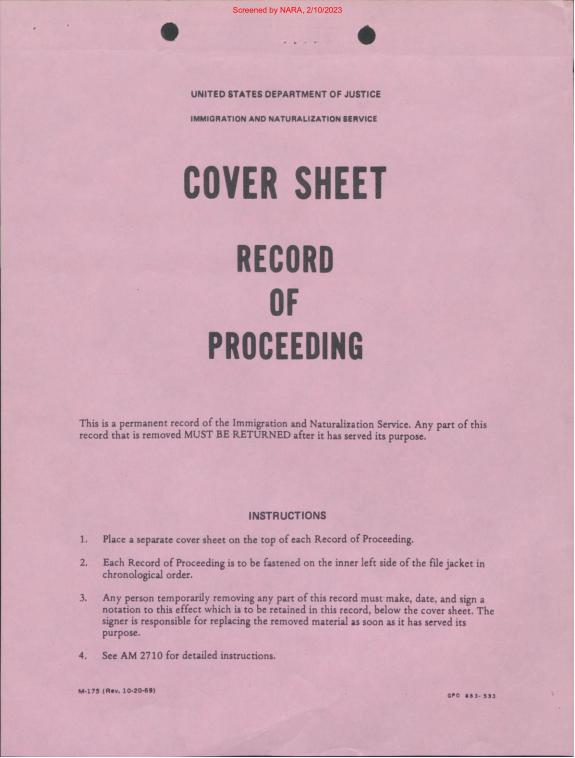 Screened by NARA, 2/10/2023
UNITED STATES DEPARTMENT OF JUSTICE
IMMIGRATION AND NATURALIZATION SERVICE
COVER SHEET
RECORD
OF
PROCEEDING
This is a permanent record of the Immigration and Naturalization Service. Any part of this
record that is removed MUST BE RETURNED after it has served its purpose.
INSTRUCTIONS
1. Place a separate cover sheet on the top of each Record of Proceeding.
2. Each Record of Proceeding is to be fastened on the inner left side of the file jacket in
chronological order.
3. Any person temporarily removing any part of this record must make, date, and sign a
notation to this effect which is to be retained in this record, below the cover sheet. The
signer is responsible for replacing the removed material as soon as it has served its
purpose.
4. See AM 2710 for detailed instructions.
M-175 (Rev. 10-20-69)
GPO 983-593